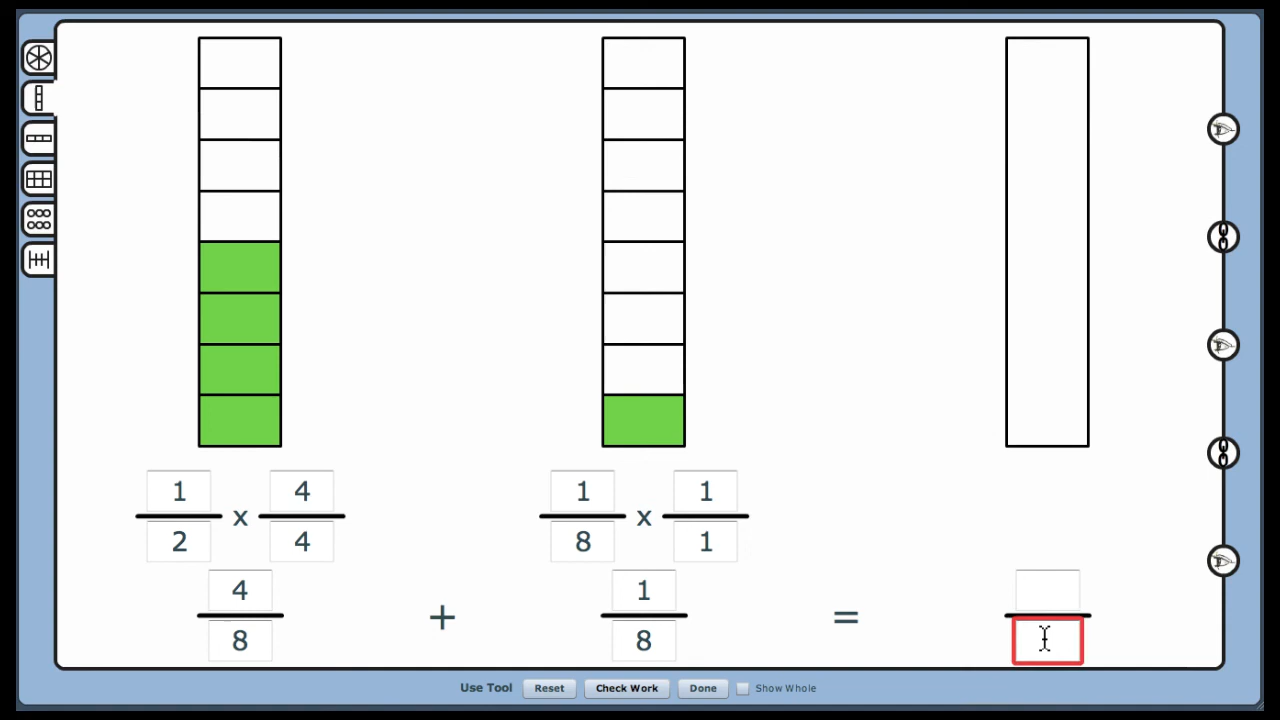 1 x 4 1 x 1
2 4 8 1
4 + 1 =
8 8
Use Tool Reset Check Work Done Show Whole